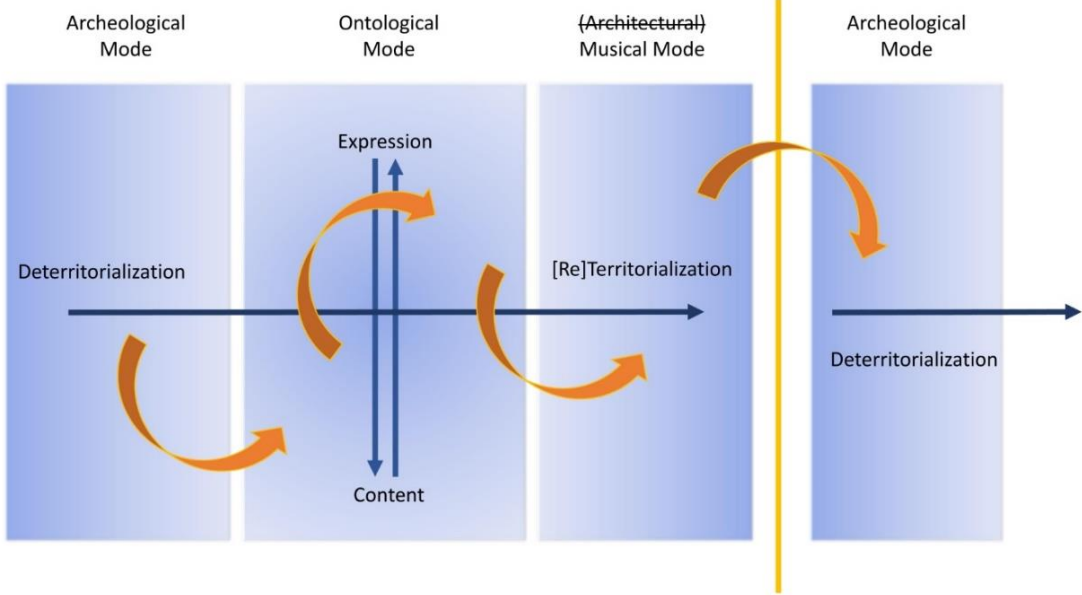 Archeological
Mode
Ontological
Mode
(Architectural)
Musical Mode
Archeological
Mode
Expression
Deterritorialization
[Re]Territorialization
Deterritorialization
Content